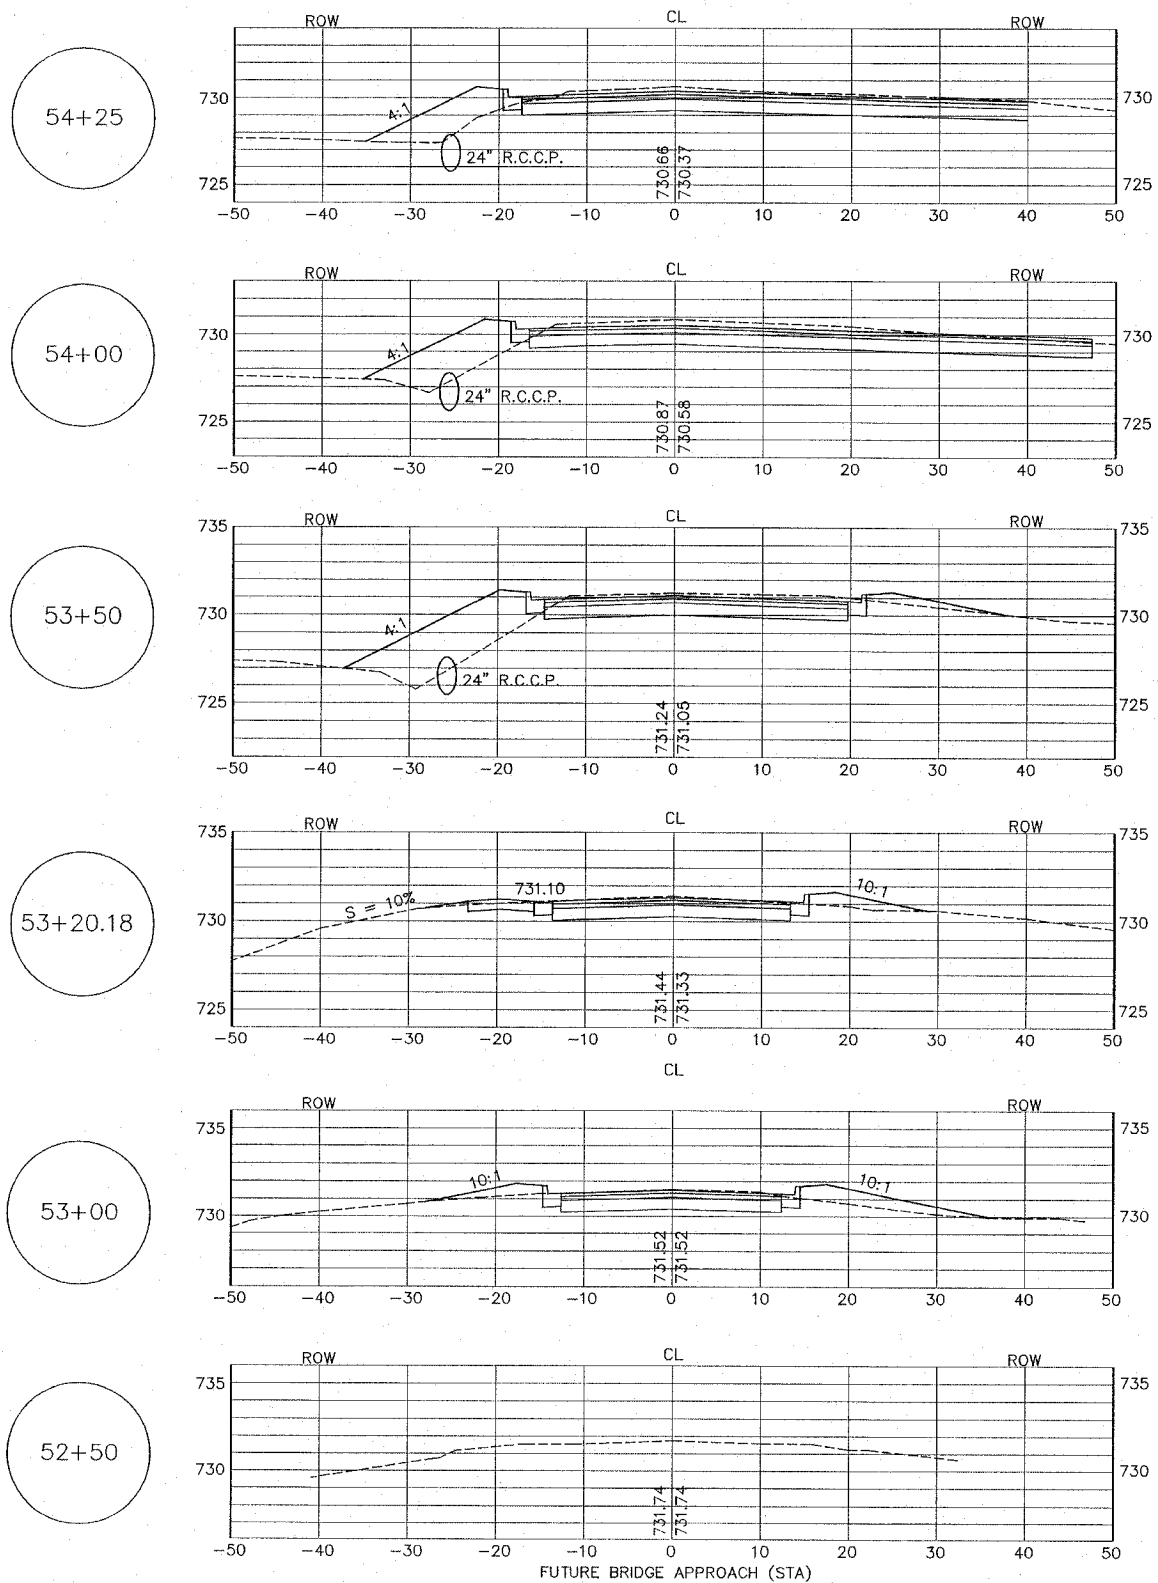 ROW CL ROW
54+25
730 730
4:1
24" R.C.C.P.
730.66 730.37
725 725
-50 -40 -30 -20 -10 0 10 20 30 40 50
ROW CL ROW
54+00
730 730
4:1
24" R.C.C.P.
730.87 730.58
725 725
-50 -40 -30 -20 -10 0 10 20 30 40 50
ROW CL ROW
735 735
53+50
730 730
4:1
24" R.C.C.P.
731.24 731.05
725 725
-50 -40 -30 -20 -10 0 10 20 30 40 50
ROW CL ROW
735 735
S = 10% 731.10 10:1
53+20.18
730 730
731.44 731.33
725 725
-50 -40 -30 -20 -10 0 10 20 30 40 50
CL
ROW ROW
735 735
10:1 10:1
53+00
730 730
731.52 731.52
-50 -40 -30 -20 -10 0 10 20 30 40 50
ROW CL ROW
735 735
52+50
730 730
731.74 731.74
-50 -40 -30 -20 -10 0 10 20 30 40 50
FUTURE BRIDGE APPROACH (STA)